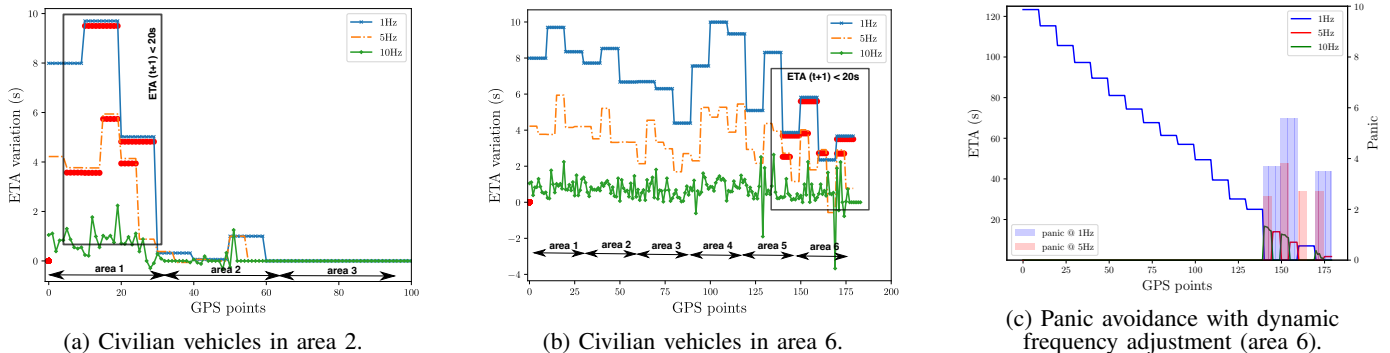 10
8
6
4
2
0
ETA variation (s)
0
20
40
60
80
100
GPS points
1Hz
5Hz
10Hz
ETA (t+1) < 20s
area 1
area 2
area 3
(a) Civilian vehicles in area 2.
10
8
6
4
2
0
−2
−4
ETA variation (s)
0
25
50
75
100
125
150
175
200
GPS points
1Hz
5Hz
10Hz
ETA (t+1) < 20s
area 1
area 2
area 3
area 4
area 5
area 6
(b) Civilian vehicles in area 6.
120
100
80
60
40
20
ETA (s)
0
25
50
75
100
125
150
175
GPS points
10
8
6
4
2
0
Panic
1Hz
5Hz
10Hz
panic @ 1Hz
panic @ 5Hz
(c) Panic avoidance with dynamic
frequency adjustment (area 6).